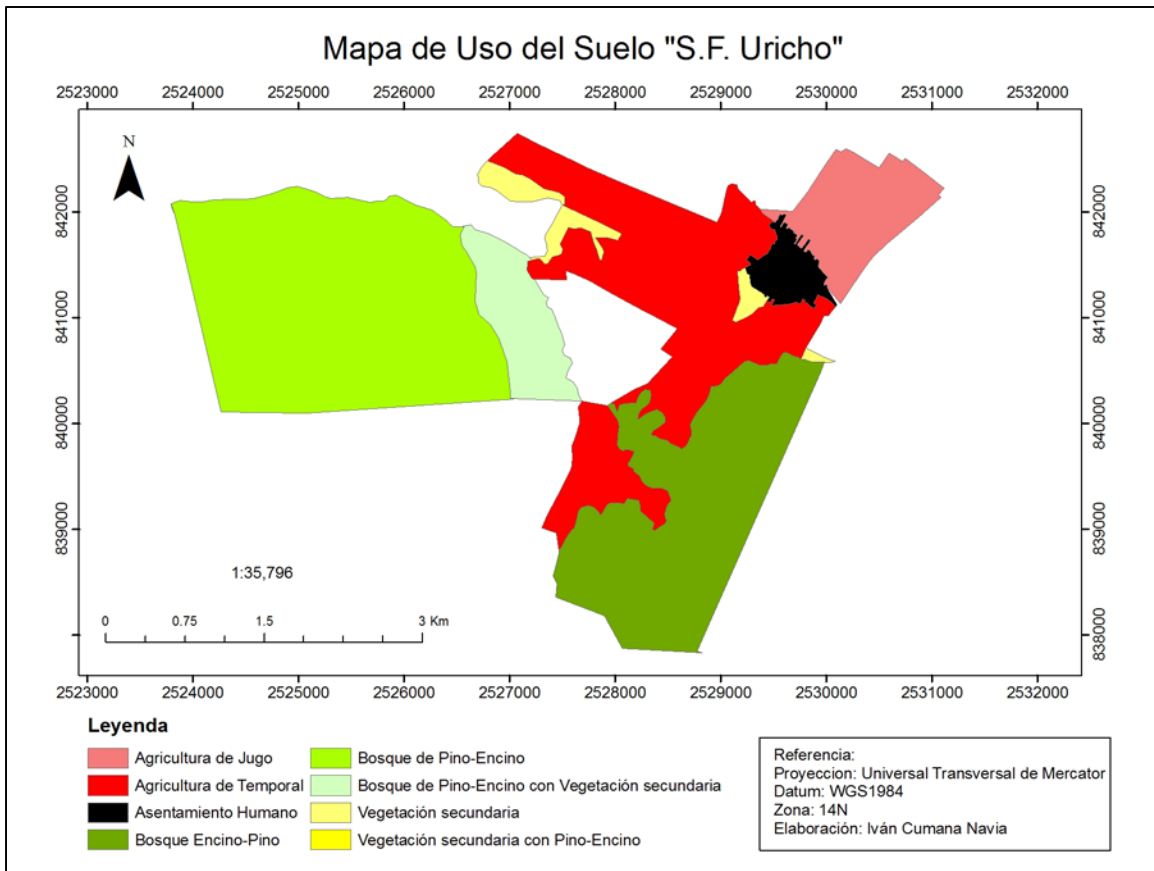 Mapa de Uso del Suelo "S.F. Uricho"
2523000 2524000 2525000 2526000 2527000 2528000 2529000 2530000 2531000 2532000
N
842000 842000
841000 841000
840000 840000
839000 839000
838000
1:35,796
0 0.75 1.5 3 Km
2523000 2524000 2525000 2526000 2527000 2528000 2529000 2530000 2531000 2532000
Leyenda
Agricultura de Jugo
Agricultura de Temporal
Asentamiento Humano
Bosque Encino-Pino
Bosque de Pino-Encino
Bosque de Pino-Encino con Vegetación secundaria
Vegetación secundaria
Vegetación secundaria con Pino-Encino
Referencia:
Proyeccion: Universal Transversal de Mercator
Datum: WGS1984
Zona: 14N
Elaboración: Iván Cumana Navia